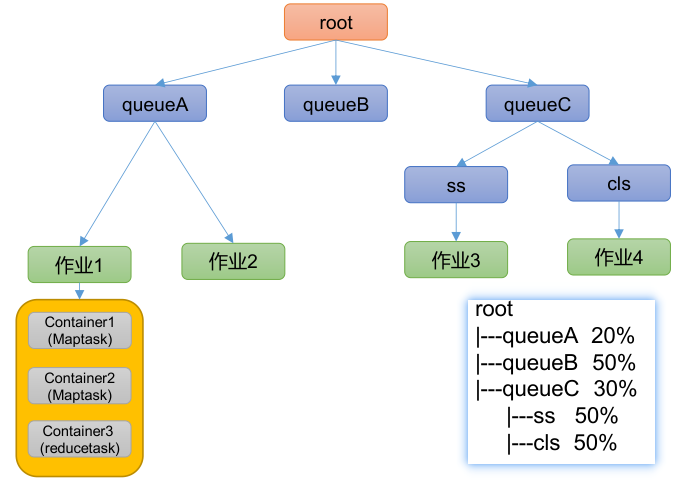 root
queueA
queueB
queueC
ss
cls
作业1
作业2
作业3
作业4
Container1
(Maptask)
Container2
(Maptask)
Container3
(reducetask)
root
|---queueA 20%
|---queueB 50%
|---queueC 30%
|---ss 50%
|---cls 50%